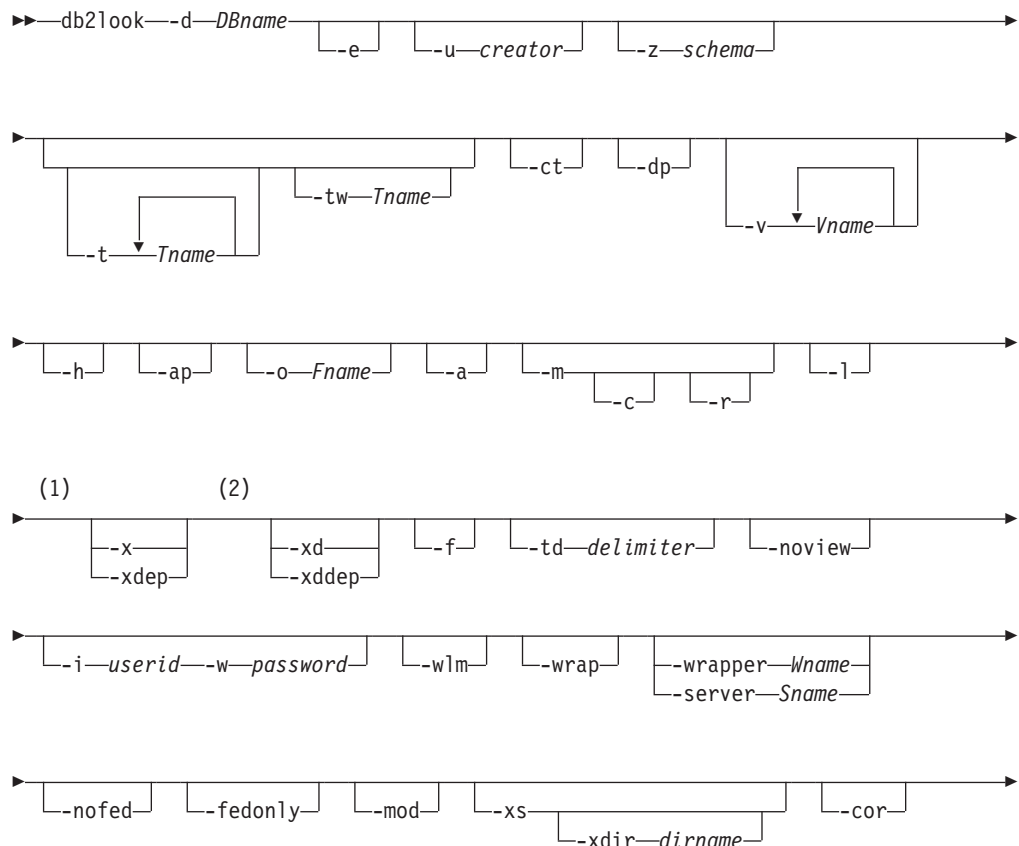 db2look -d DBname -e -u creator -z schema
-t Tname -tw Tname -ct -dp -v Vname
-h -ap -o Fname -a -m -c -r -l
(1) (2)
-x -xdep -xd -xddep -f -td delimiter -noview
-i userid -w password -wlm -wrap -wrapper Wname -server Sname
-nofed -fedonly -mod -xs -xdir dirname -cor